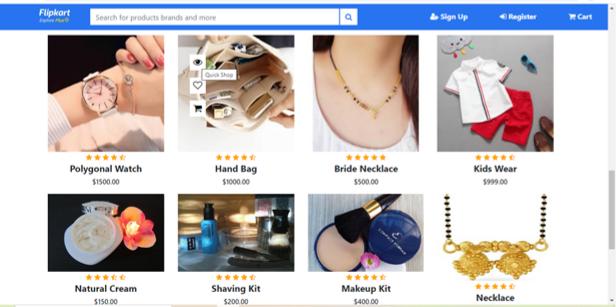 Flipkart
Explore Plus
Search for products brands and more
Sign Up
Register
Cart
Quick Shop
Polygonal Watch
$1500.00
Hand Bag
$1000.00
Bride Necklace
$500.00
Kids Wear
$999.00
Natural Cream
$150.00
Shaving Kit
$200.00
Makeup Kit
$400.00
Necklace